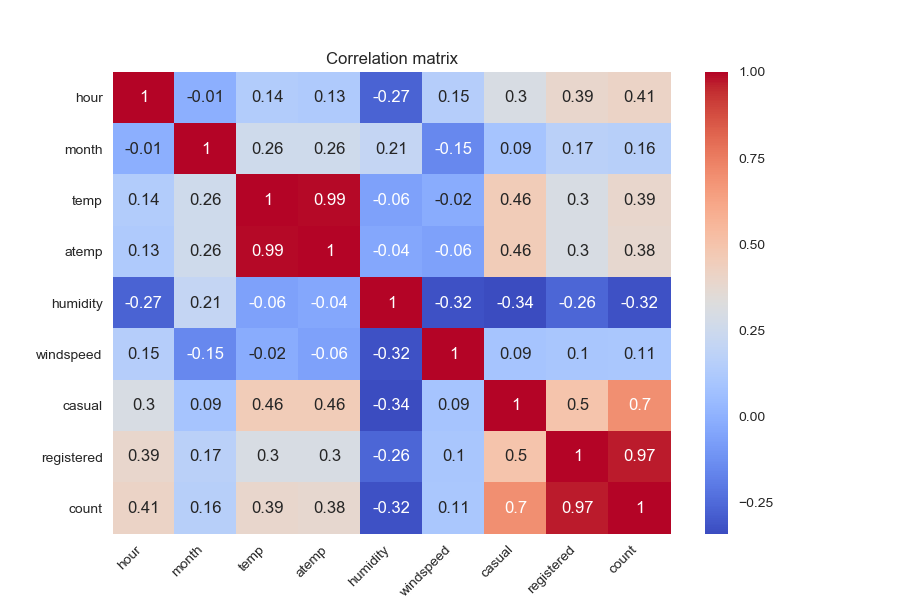 Correlation matrix
hour 1 -0.01 0.14 0.13 -0.27 0.15 0.3 0.39 0.41
month -0.01 1 0.26 0.26 0.21 -0.15 0.09 0.17 0.16
temp 0.14 0.26 1 0.99 -0.06 -0.02 0.46 0.3 0.39
atemp 0.13 0.26 0.99 1 -0.04 -0.06 0.46 0.3 0.38
humidity -0.27 0.21 -0.06 -0.04 1 -0.32 -0.34 -0.26 -0.32
windspeed 0.15 -0.15 -0.02 -0.06 -0.32 1 0.09 0.1 0.11
casual 0.3 0.09 0.46 0.46 -0.34 0.09 1 0.5 0.7
registered 0.39 0.17 0.3 0.3 -0.26 0.1 0.5 1 0.97
count 0.41 0.16 0.39 0.38 -0.32 0.11 0.7 0.97 1
hour month temp atemp humidity windspeed casual registered count
1.00
0.75
0.50
0.25
0.00
−0.25